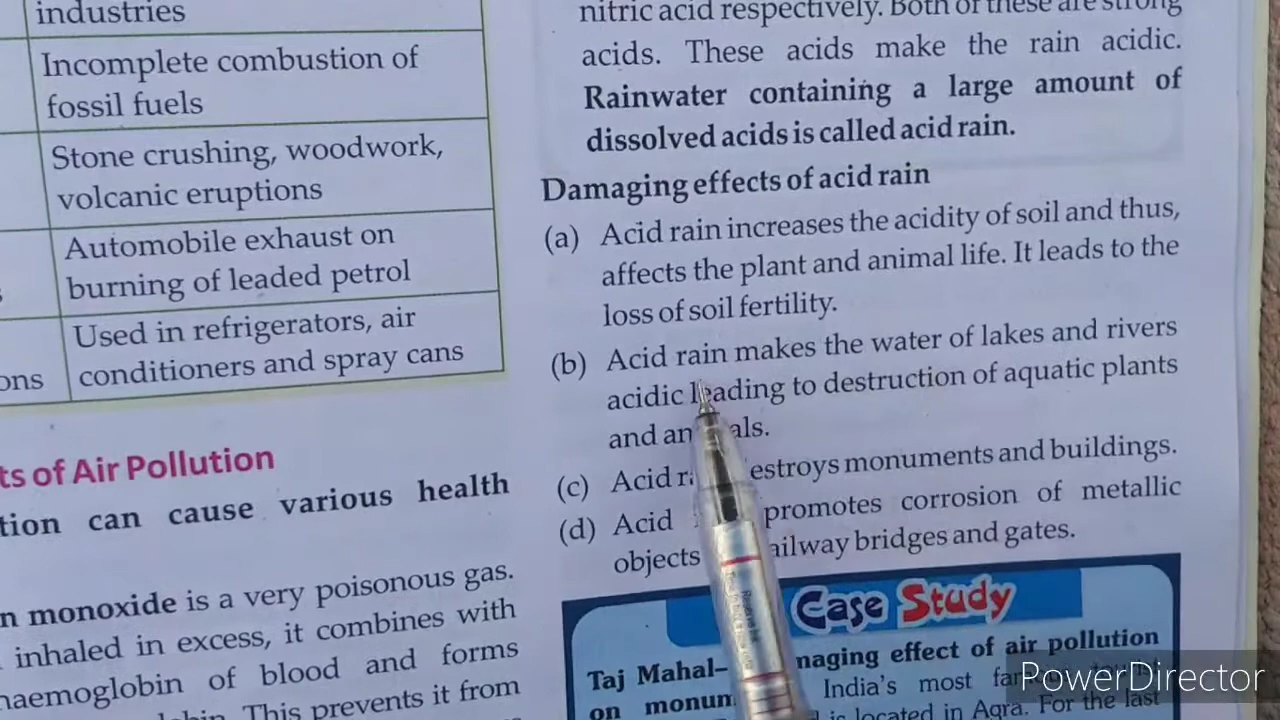 industries
Incomplete combustion of
fossil fuels
Stone crushing, woodwork,
volcanic eruptions
Automobile exhaust on
burning of leaded petrol
Used in refrigerators, air
ons conditioners and spray cans
ts of Air Pollution
tion can cause various health
n monoxide is a very poisonous gas.
inhaled in excess, it combines with
haemoglobin of blood and forms
This prevents it from
nitric acid respectively. Both of these are strong
acids. These acids make the rain acidic.
Rainwater containing a large amount of
dissolved acids is called acid rain.
Damaging effects of acid rain
(a) Acid rain increases the acidity of soil and thus,
affects the plant and animal life. It leads to the
loss of soil fertility.
(b) Acid rain makes the water of lakes and rivers
acidic leading to destruction of aquatic plants
and an als.
(c) Acid ra estroys monuments and buildings.
(d) Acid promotes corrosion of metallic
objects ailway bridges and gates.
Case Study
Taj Mahal– naging effect of air pollution
on monum India's most
is located in Agra. For the last
PowerDirector